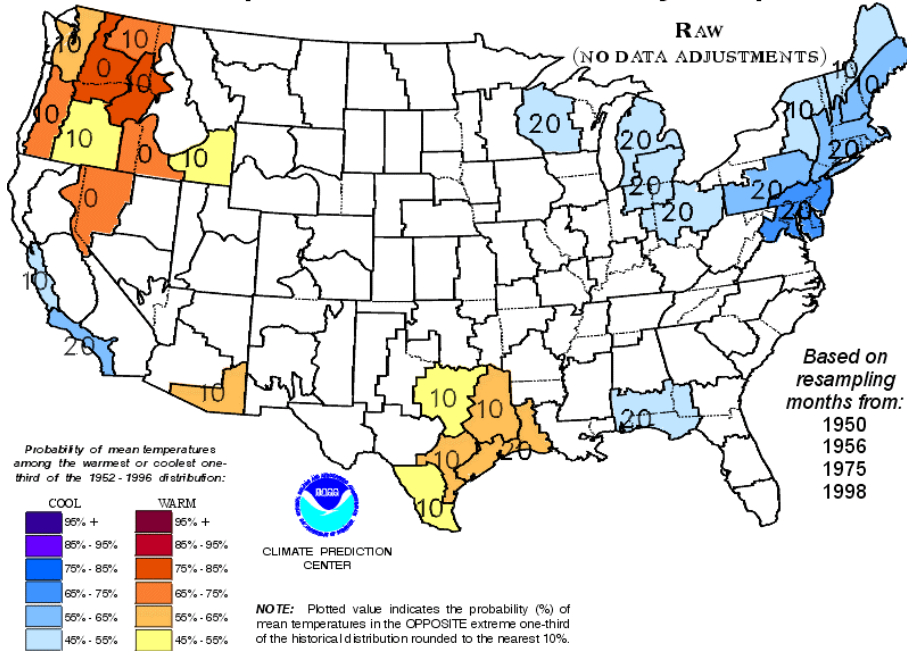 RAW
(NO DATA ADJUSTMENTS)
10
10
0
0
10
10
0
10
0
10
20
10
20
20
20
20
20
20
10
10
10
20
10
10
10
20
10
10
20
Based on
resampling
months from:
1950
1956
1975
1998
Probability of mean temperatures
among the warmest or coolest one-
third of the 1952 - 1996 distribution:
COOL WARM
95% + 95% +
85% - 95% 85% - 95%
75% - 85% 75% - 85%
65% - 75% 65% - 75%
55% - 65% 55% - 65%
45% - 55% 45% - 55%
NOAA
CLIMATE PREDICTION
CENTER
NOTE: Plotted value indicates the probability (%) of
mean temperatures in the OPPOSITE extreme one-third
of the historical distribution rounded to the nearest 10%.